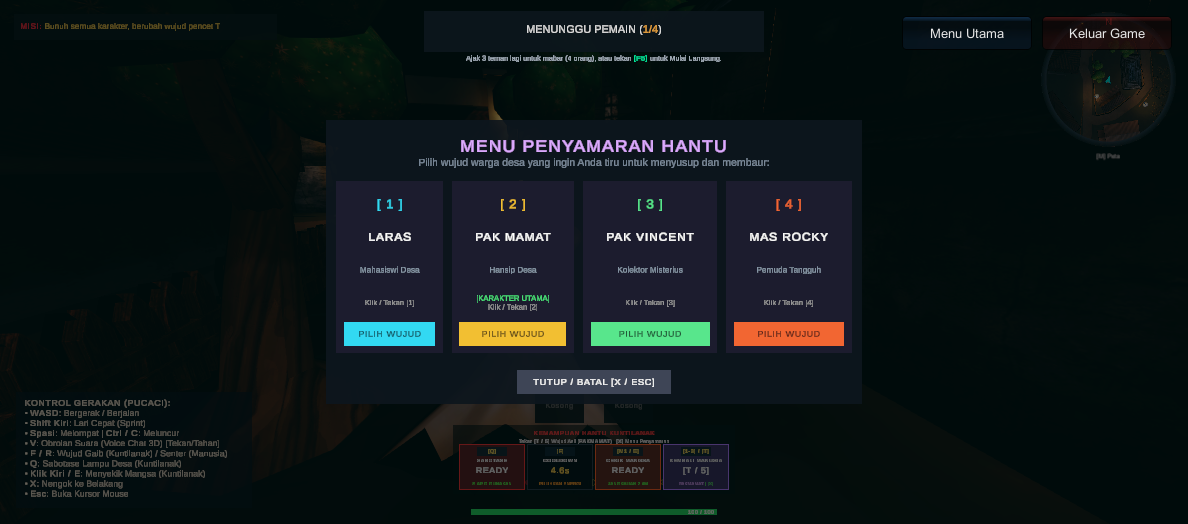 MISI: Bunuh semua karakter, berubah wujud pencet T
MENUNGGU PEMAIN (1/4)
Ajak 3 teman lagi untuk mabar (4 orang), atau tekan [F6] untuk Mulai Langsung.
Menu Utama
Keluar Game
[M] Peta
MENU PENYAMARAN HANTU
Pilih wujud warga desa yang ingin Anda tiru untuk menyusup dan membaur:
[ 1 ]
LARAS
Mahasiswi Desa
Klik / Tekan [1]
PILIH WUJUD
[ 2 ]
PAK MAMAT
Hansip Desa
[KARAKTER UTAMA]
Klik / Tekan [2]
PILIH WUJUD
[ 3 ]
PAK VINCENT
Kolektor Misterius
Klik / Tekan [3]
PILIH WUJUD
[ 4 ]
MAS ROCKY
Pemuda Tangguh
Klik / Tekan [4]
PILIH WUJUD
TUTUP / BATAL [X / ESC]
Kosong
Kosong
KONTROL GERAKAN (PUCACI):
• WASD: Bergerak / Berjalan
• Shift Kiri: Lari Cepat (Sprint)
• Spasi: Melompat | Ctrl / C: Meluncur
• V: Obrolan Suara (Voice Chat 3D) [Tekan/Tahan]
• F / R: Wujud Gaib (Kuntilanak) / Senter (Manusia)
• Q: Sabotase Lampu Desa (Kuntilanak)
• Klik Kiri / E: Menyekik Mangsa (Kuntilanak)
• X: Nengok ke Belakang
• Esc: Buka Kursor Mouse
KEMAMPUAN HANTU KUNTILANAK
[Q]
READY
4.6s
READY
[T / 5]